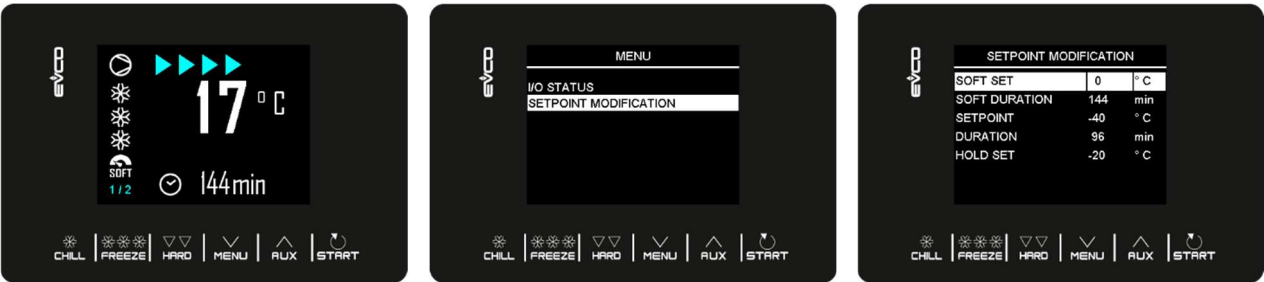 evco
17 °C
SOFT
1/2
144min
CHILL FREEZE HARD MENU AUX START
evco
MENU
I/O STATUS
SETPOINT MODIFICATION
CHILL FREEZE HARD MENU AUX START
evco
SETPOINT MODIFICATION
SOFT SET 0 °C
SOFT DURATION 144 min
SETPOINT -40 °C
DURATION 96 min
HOLD SET -20 °C
CHILL FREEZE HARD MENU AUX START